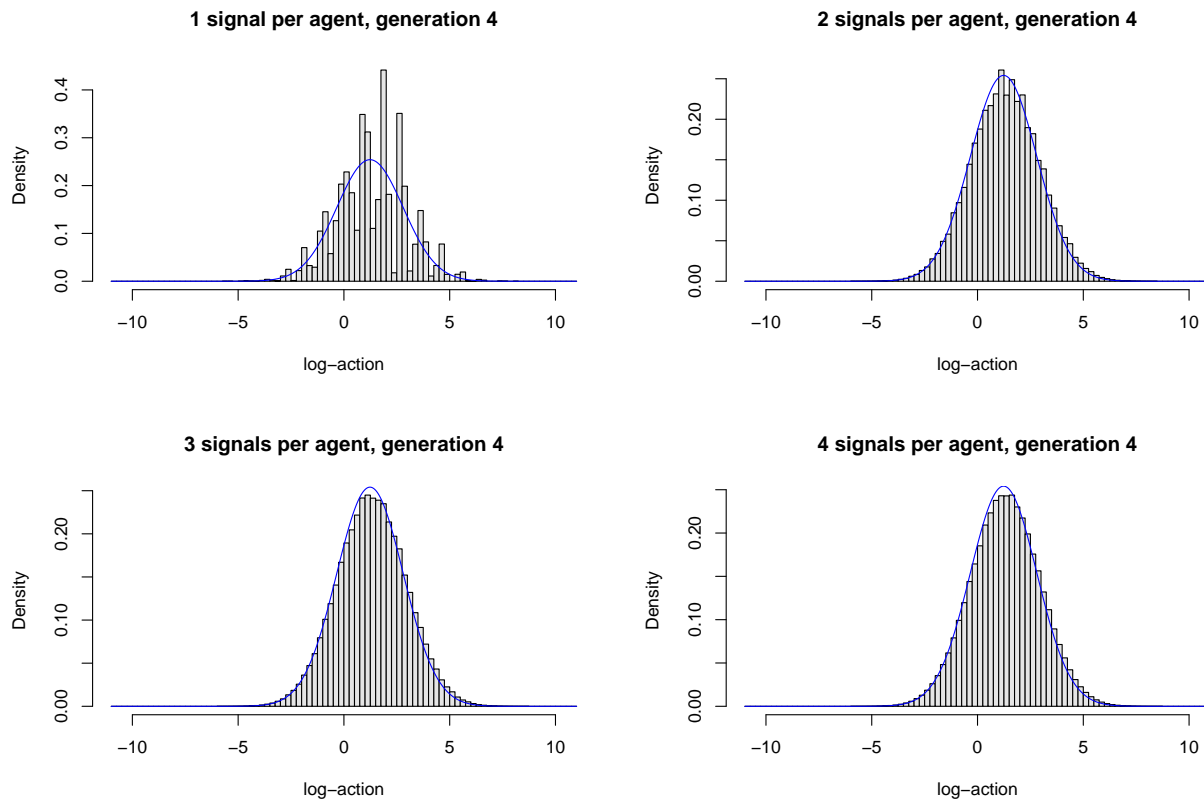 1 signal per agent, generation 4
Density
0.0 0.1 0.2 0.3 0.4
−10 −5 0 5 10
log−action
2 signals per agent, generation 4
Density
0.00 0.10 0.20
−10 −5 0 5 10
log−action
3 signals per agent, generation 4
Density
0.00 0.10 0.20
−10 −5 0 5 10
log−action
4 signals per agent, generation 4
Density
0.00 0.10 0.20
−10 −5 0 5 10
log−action